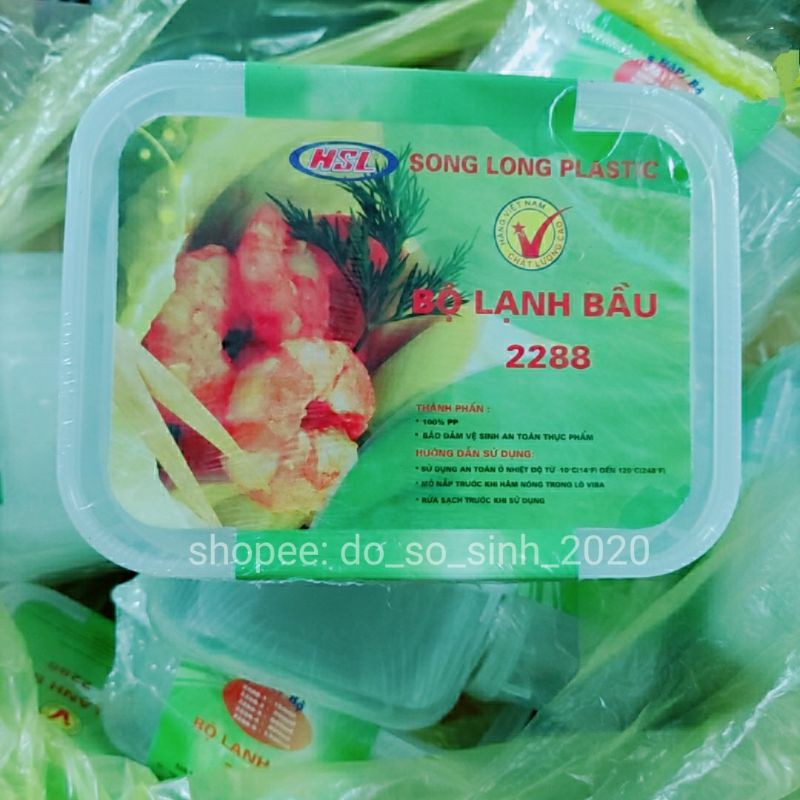 HSL
SONG LONG PLASTIC
HÀNG VIỆT NAM
CHẤT LƯỢNG CAO
BỘ LẠNH BẦU
2288
THÀNH PHẦN :
* 100% PP
* BẢO ĐẢM VỆ SINH AN TOÀN THỰC PHẨM
HƯỚNG DẪN SỬ DỤNG:
* SỬ DỤNG AN TOÀN Ở NHIỆT ĐỘ TỪ -10°C(14°F) ĐẾN 120°C(248°F)
* MỞ NẮP TRƯỚC KHI HÂM NÓNG TRONG LÒ VIBA
* RỬA SẠCH TRƯỚC KHI SỬ DỤNG
shopee: do_so_sinh_2020
2288
BỘ LẠNH